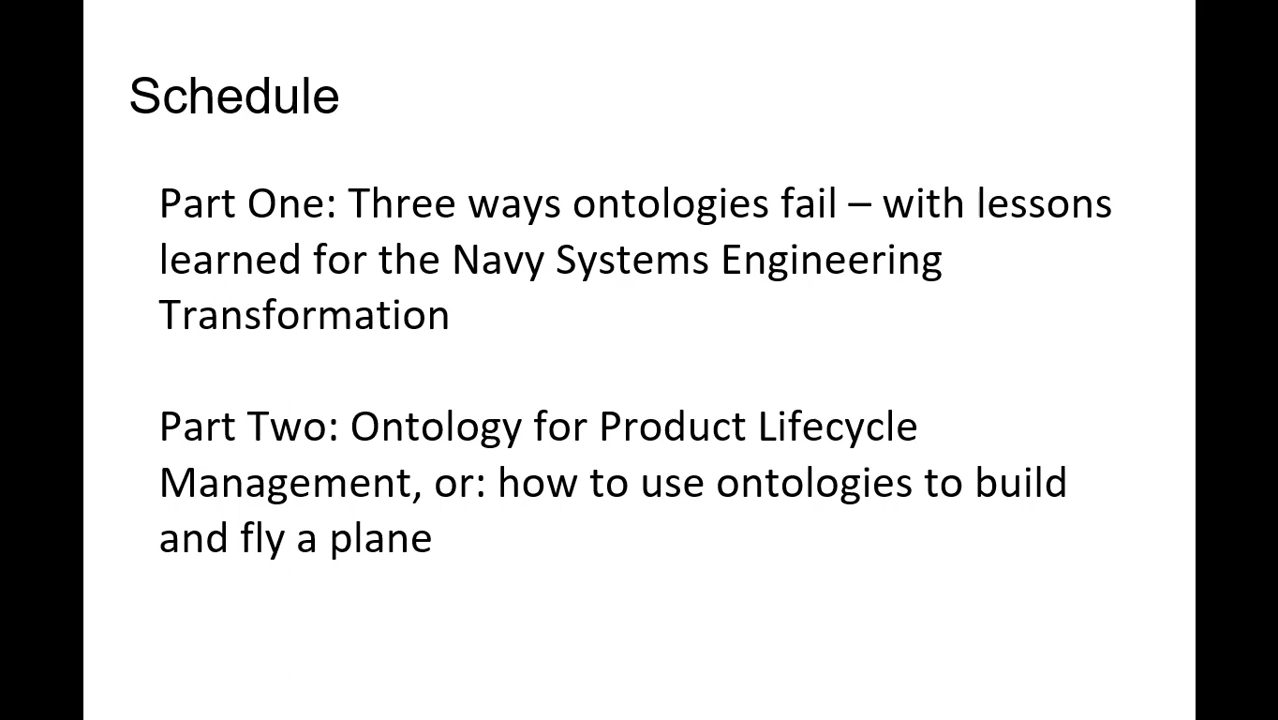 Schedule
Part One: Three ways ontologies fail – with lessons
learned for the Navy Systems Engineering
Transformation
Part Two: Ontology for Product Lifecycle
Management, or: how to use ontologies to build
and fly a plane